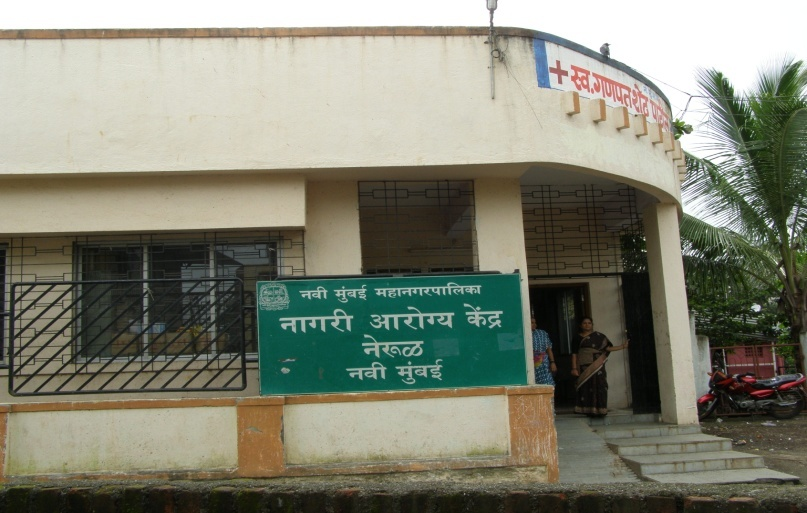 स्व.गणपतशेठ
नवी मुंबई महानगरपालिका
नागरी आरोग्य केंद्र
नेरूळ
नवी मुंबई